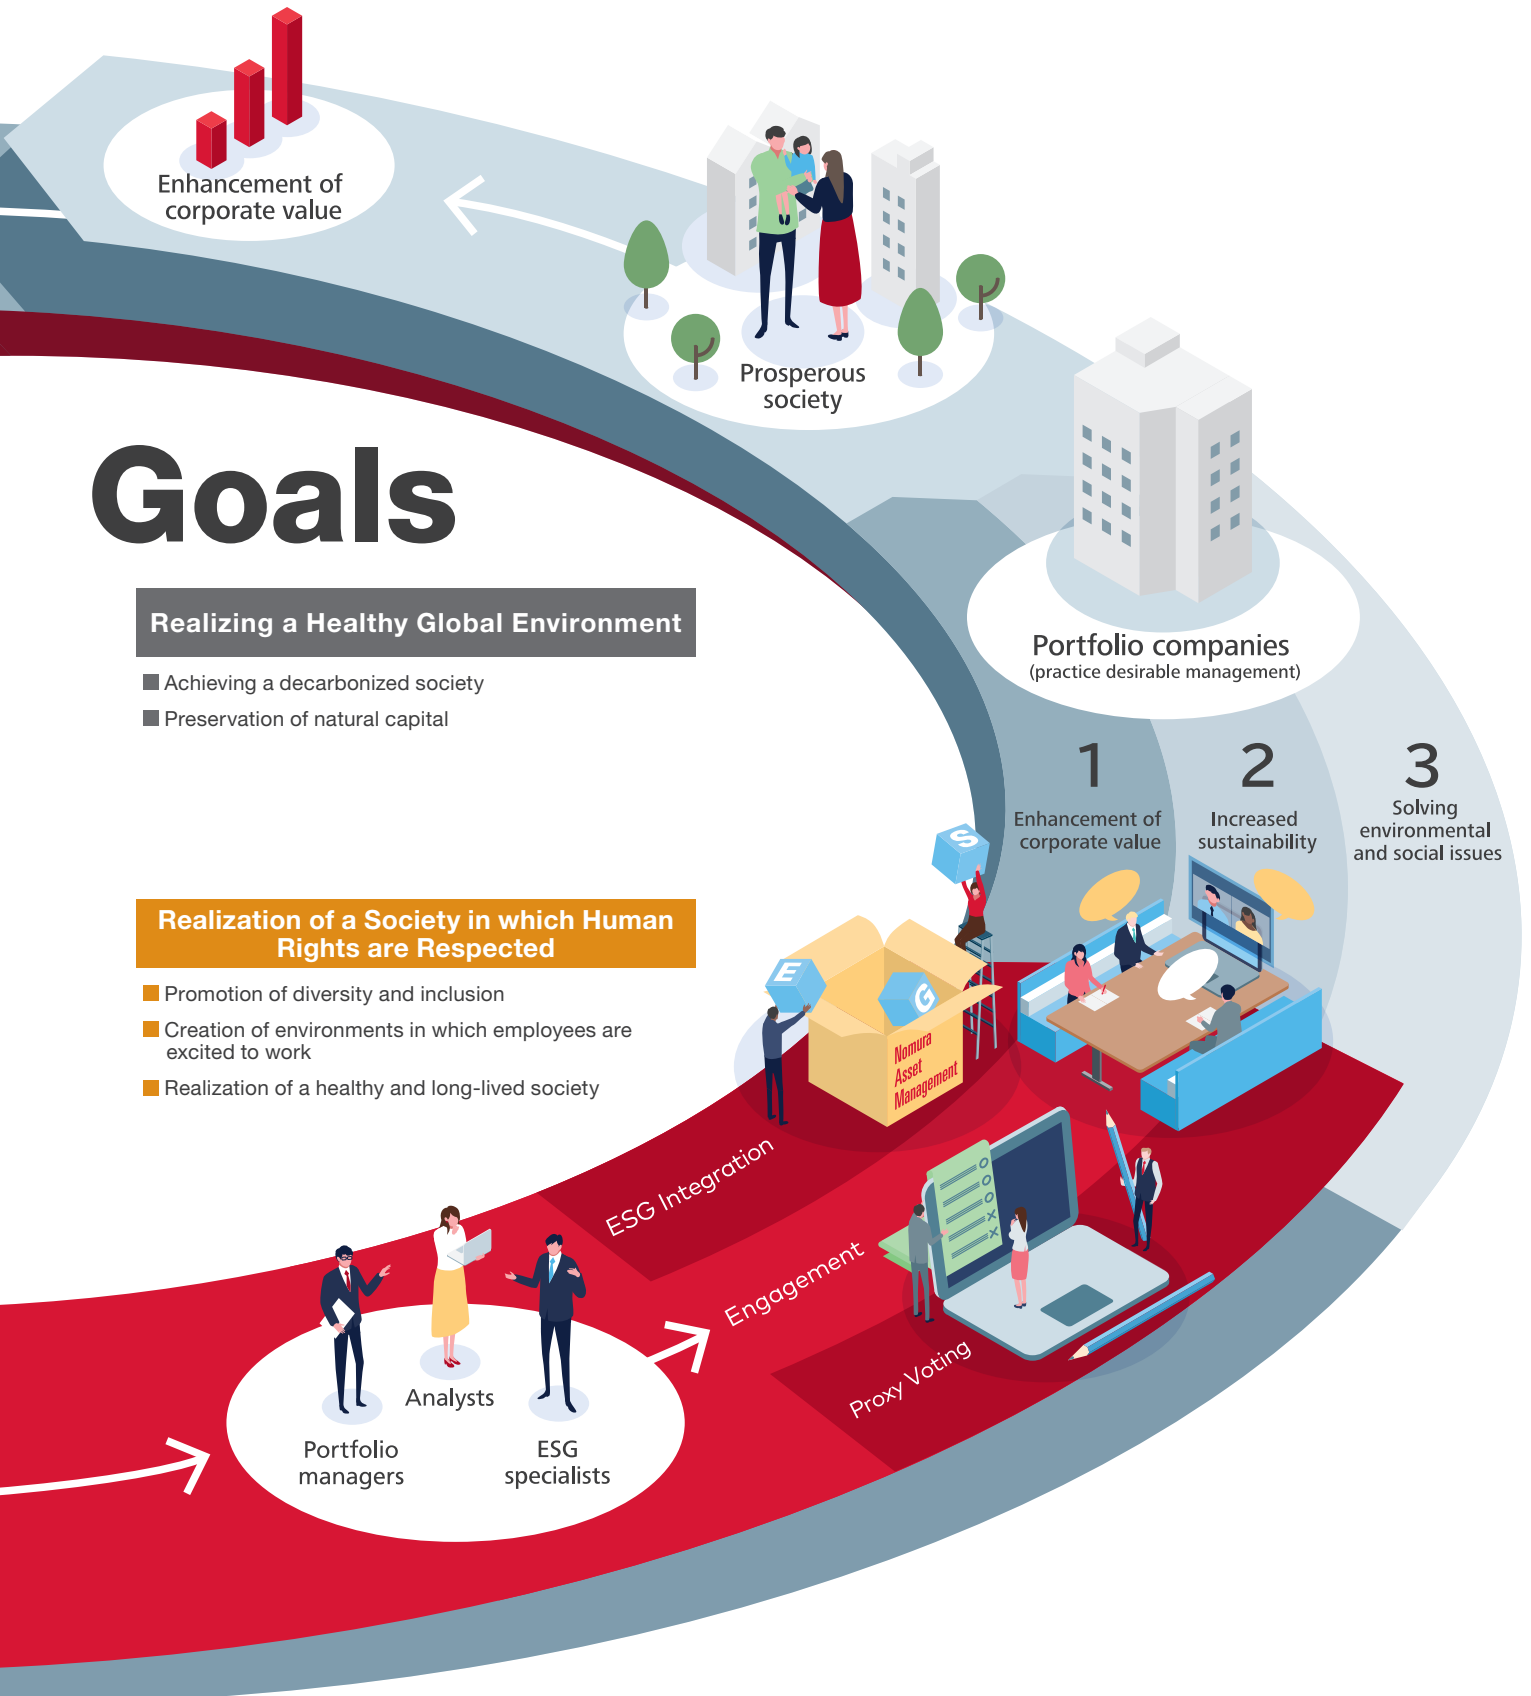 Enhancement of
corporate value
Prosperous
society
Goals
Realizing a Healthy Global Environment
Achieving a decarbonized society
Preservation of natural capital
Portfolio companies
(practice desirable management)
1
Enhancement of
corporate value
2
Increased
sustainability
3
Solving
environmental
and social issues
Realization of a Society in which Human
Rights are Respected
Promotion of diversity and inclusion
Creation of environments in which employees are
excited to work
Realization of a healthy and long-lived society
S
E
G
Nomura
Asset
Management
ESG Integration
Engagement
Proxy Voting
Analysts
Portfolio
managers
ESG
specialists